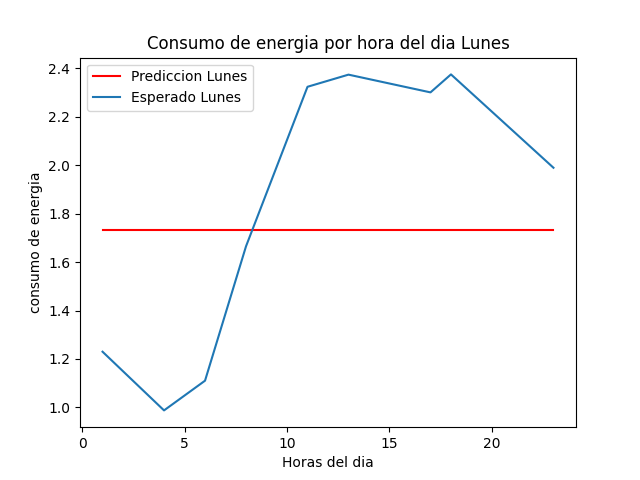 Consumo de energia por hora del dia Lunes
Prediccion Lunes
Esperado Lunes
consumo de energia
2.4
2.2
2.0
1.8
1.6
1.4
1.2
1.0
0 5 10 15 20
Horas del dia